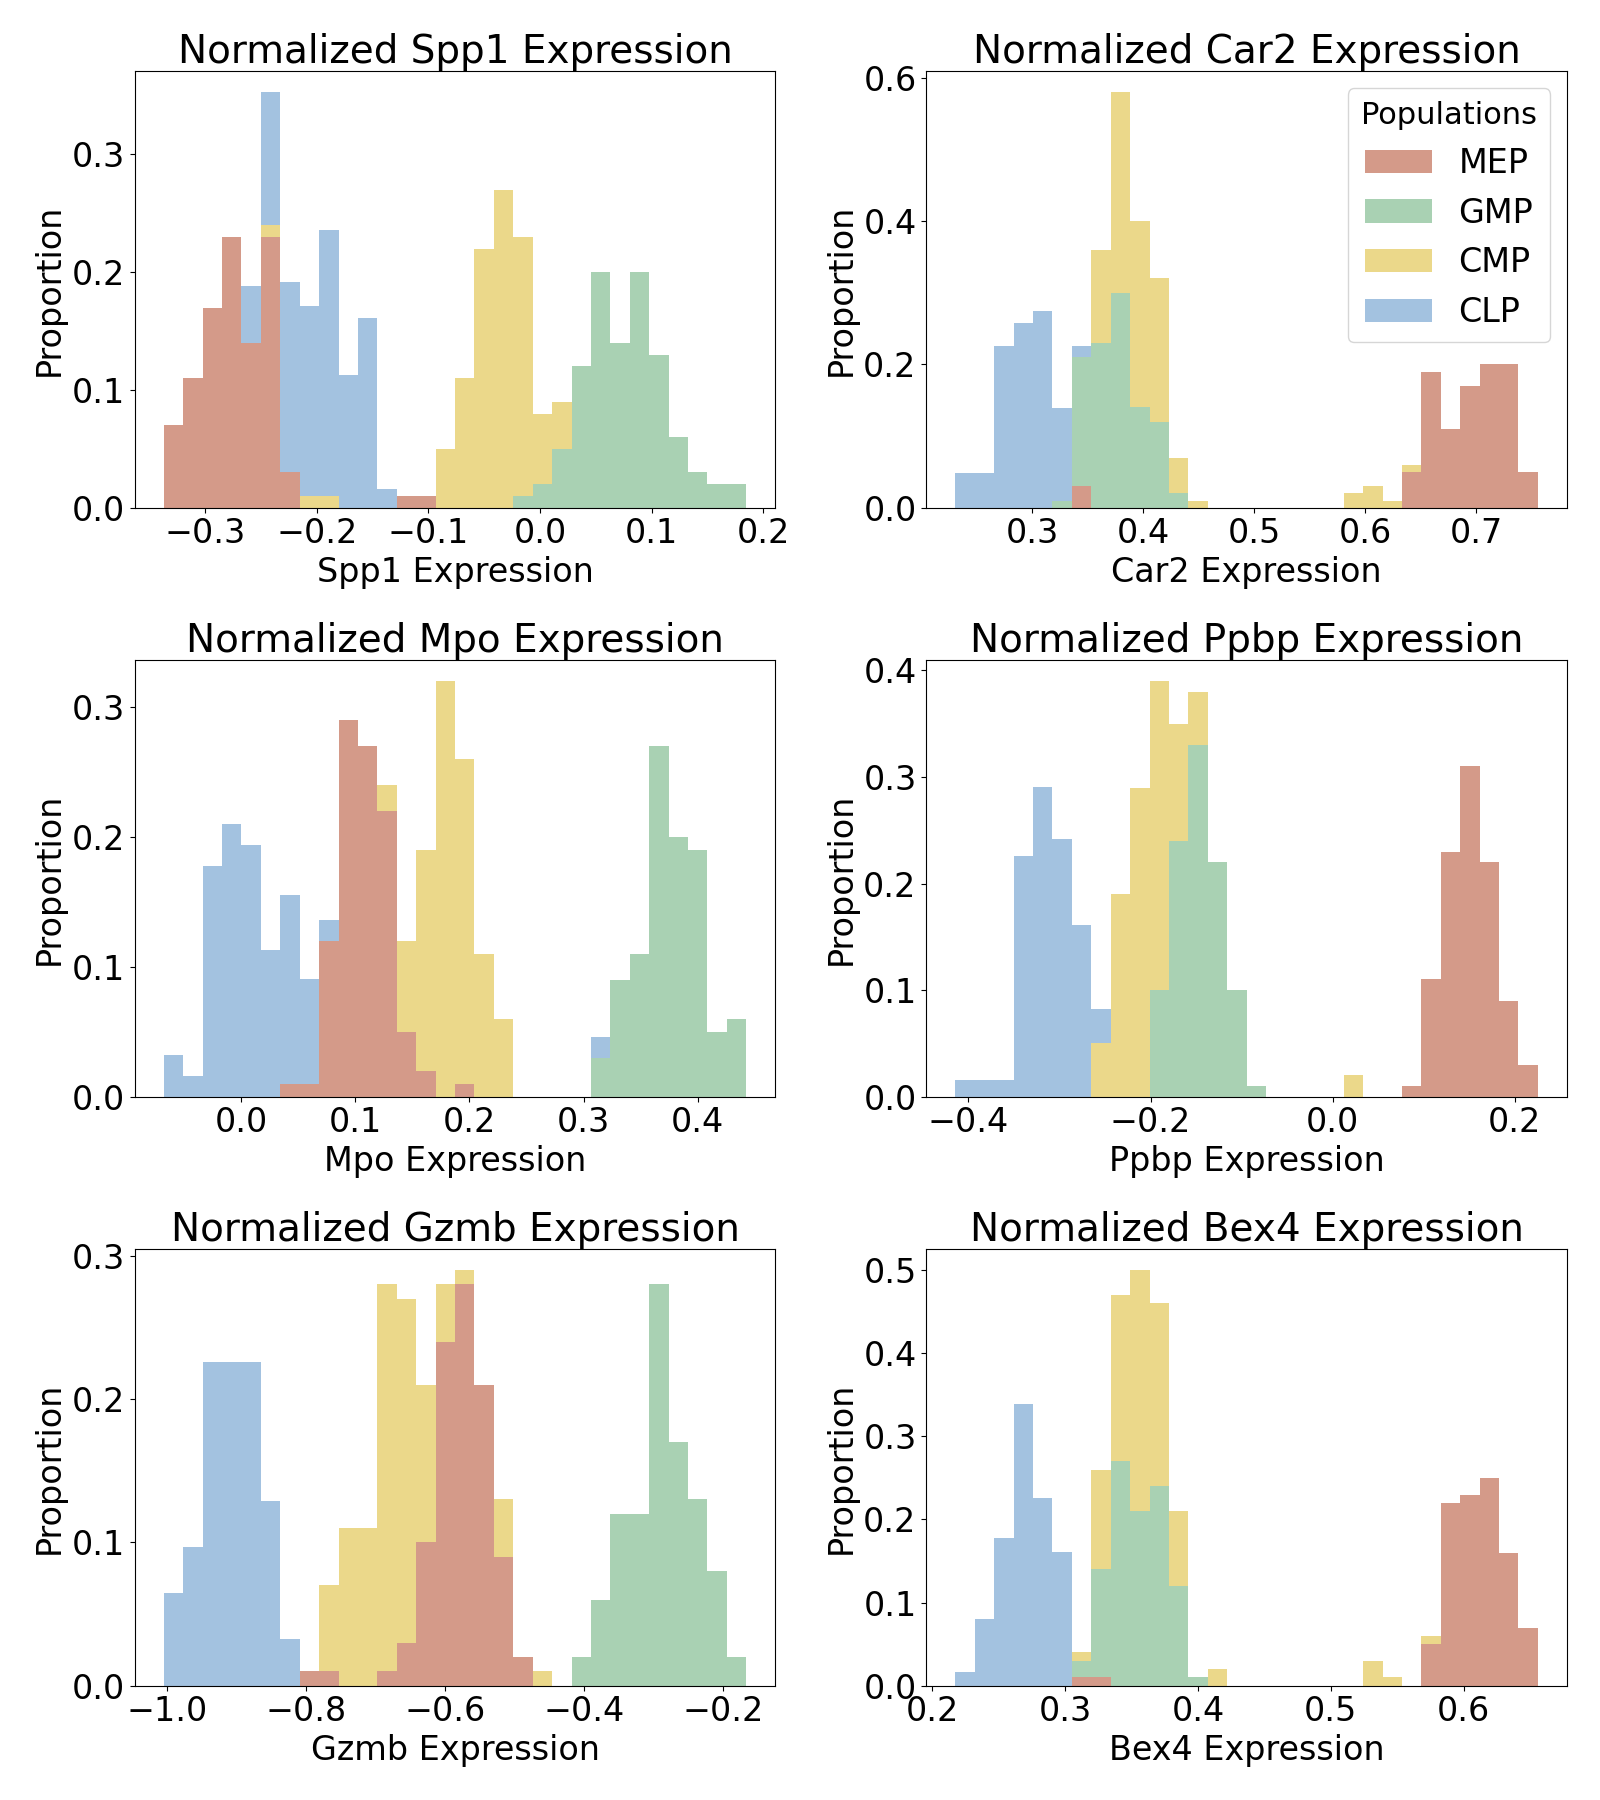 Normalized Spp1 Expression
Proportion
0.3
0.2
0.1
0.0
−0.3 −0.2 −0.1 0.0 0.1 0.2
Spp1 Expression
Normalized Car2 Expression
Proportion
0.6
0.4
0.2
0.0
Populations
MEP
GMP
CMP
CLP
0.3 0.4 0.5 0.6 0.7
Car2 Expression
Normalized Mpo Expression
Proportion
0.3
0.2
0.1
0.0
0.0 0.1 0.2 0.3 0.4
Mpo Expression
Normalized Ppbp Expression
Proportion
0.4
0.3
0.2
0.1
0.0
−0.4 −0.2 0.0 0.2
Ppbp Expression
Normalized Gzmb Expression
Proportion
0.3
0.2
0.1
0.0
−1.0 −0.8 −0.6 −0.4 −0.2
Gzmb Expression
Normalized Bex4 Expression
Proportion
0.5
0.4
0.3
0.2
0.1
0.0
0.2 0.3 0.4 0.5 0.6
Bex4 Expression